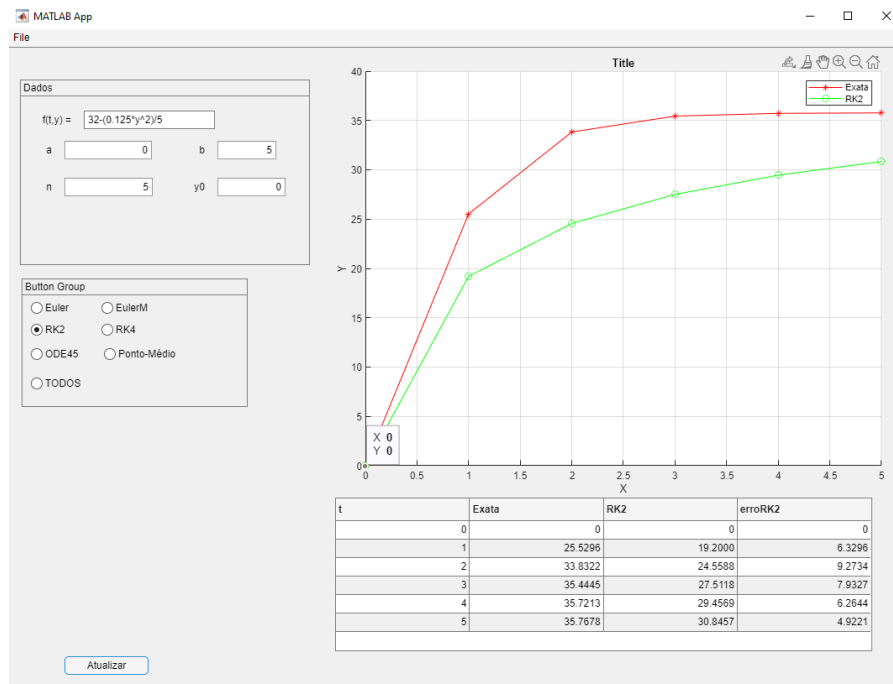 MATLAB App
File
Dados
f(t,y) = 32-(0.125*y^2)/5
a 0 b 5
n 5 y0 0
Button Group
Euler EulerM
RK2 RK4
ODE45 Ponto-Médio
TODOS
Atualizar
Title
Exata
RK2
40
35
30
25
20
15
10
5
0
Y
X 0
Y 0
0 0.5 1 1.5 2 2.5 3 3.5 4 4.5 5
X
t Exata RK2 erroRK2
0 0 0 0
1 25.5296 19.2000 6.3296
2 33.8322 24.5588 9.2734
3 35.4445 27.5118 7.9327
4 35.7213 29.4569 6.2644
5 35.7678 30.8457 4.9221